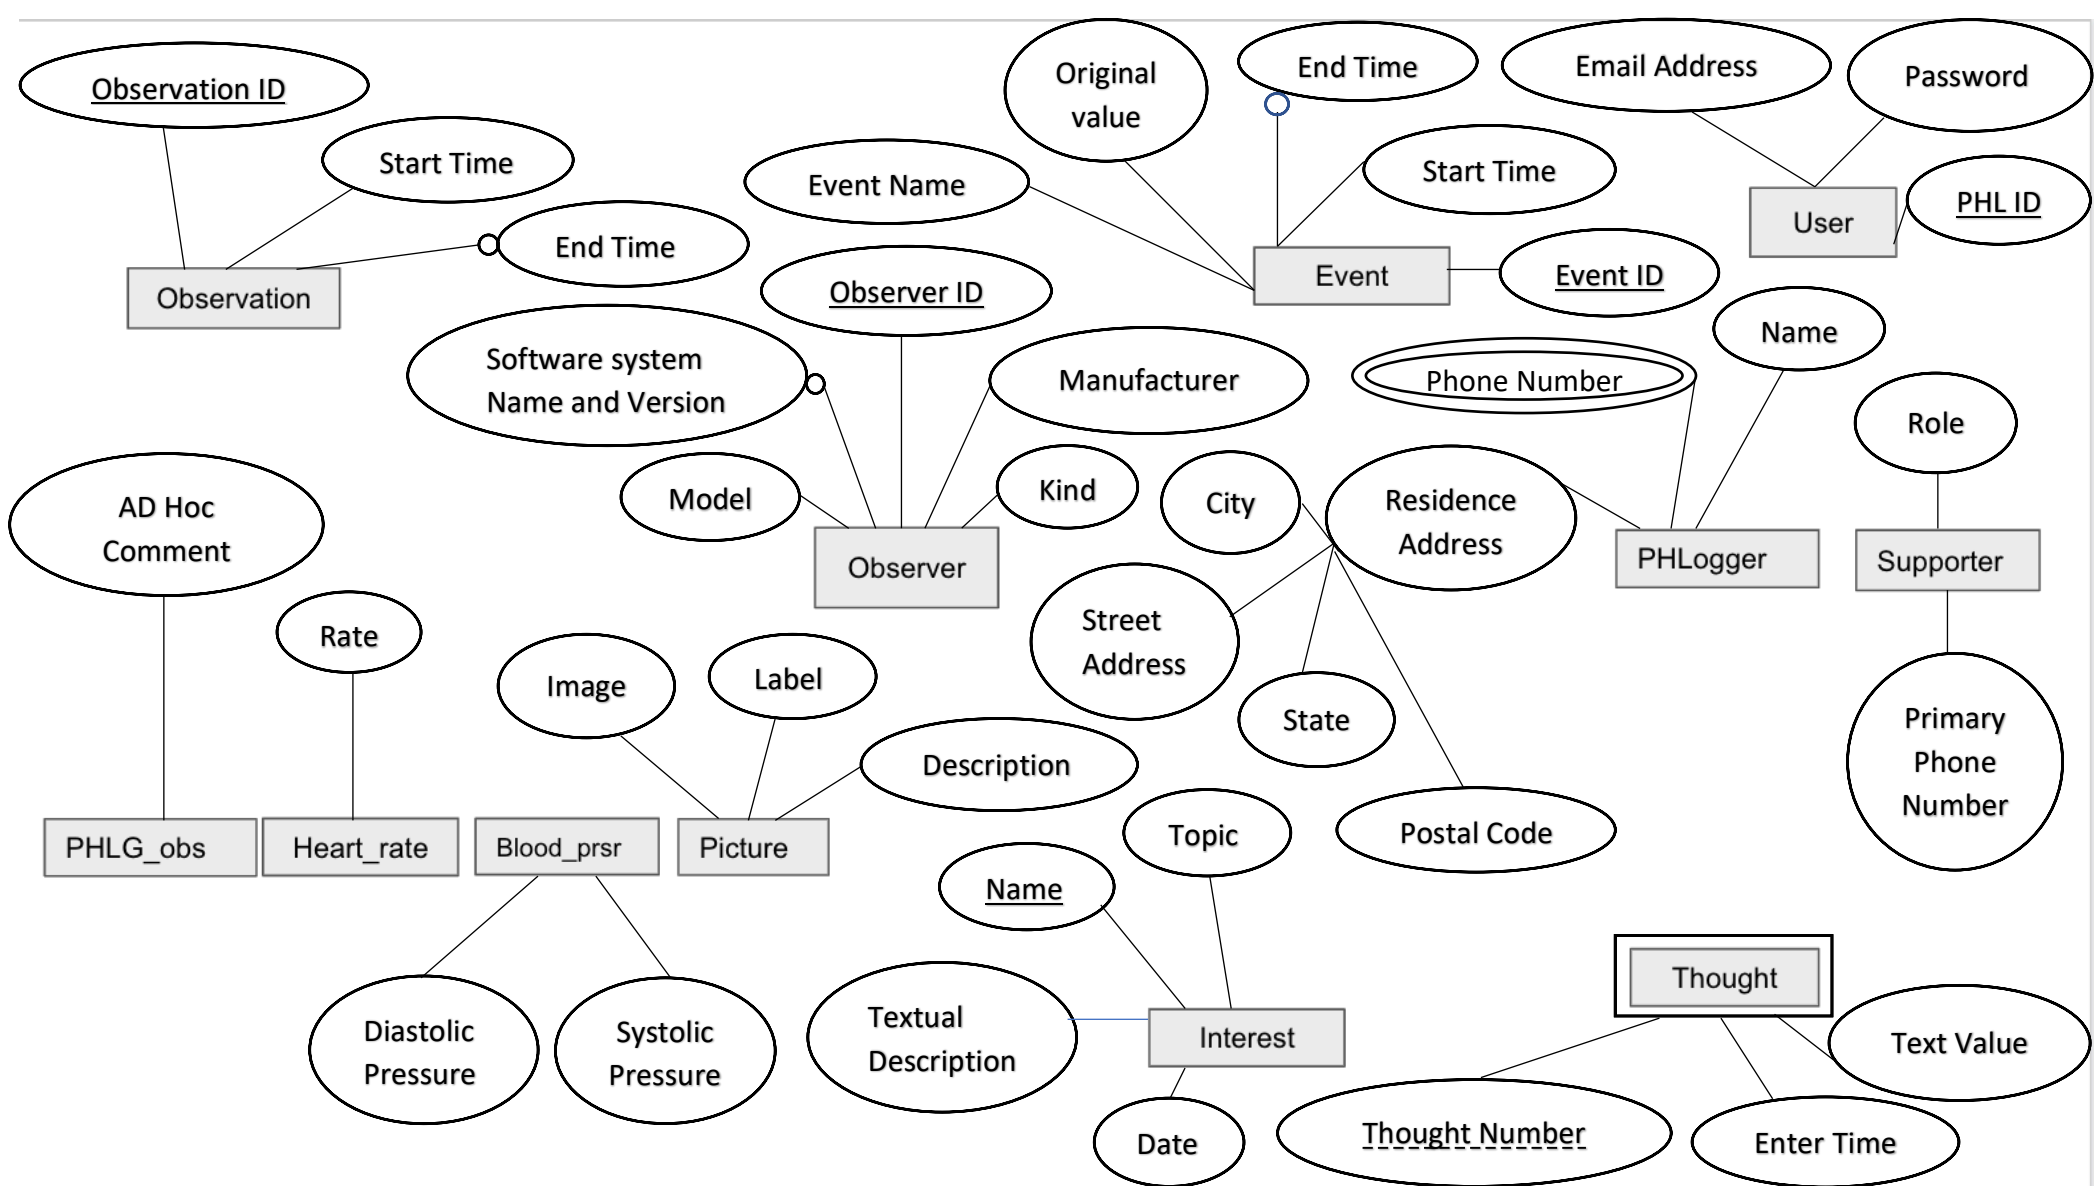 Observation ID
Start Time
End Time
Observation
Original
value
End Time
Email Address
Password
Event Name
Start Time
User
PHL ID
Event
Event ID
Observer ID
Software system
Name and Version
Manufacturer
Phone Number
Name
Role
Model
Kind
City
Residence
Address
AD Hoc
Comment
Observer
PHLogger
Supporter
Rate
Image
Label
Street
Address
State
Primary
Phone
Number
Description
Topic
Postal Code
PHLG_obs
Heart_rate
Blood_prsr
Picture
Name
Diastolic
Pressure
Systolic
Pressure
Textual
Description
Interest
Date
Thought
Text Value
Thought Number
Enter Time